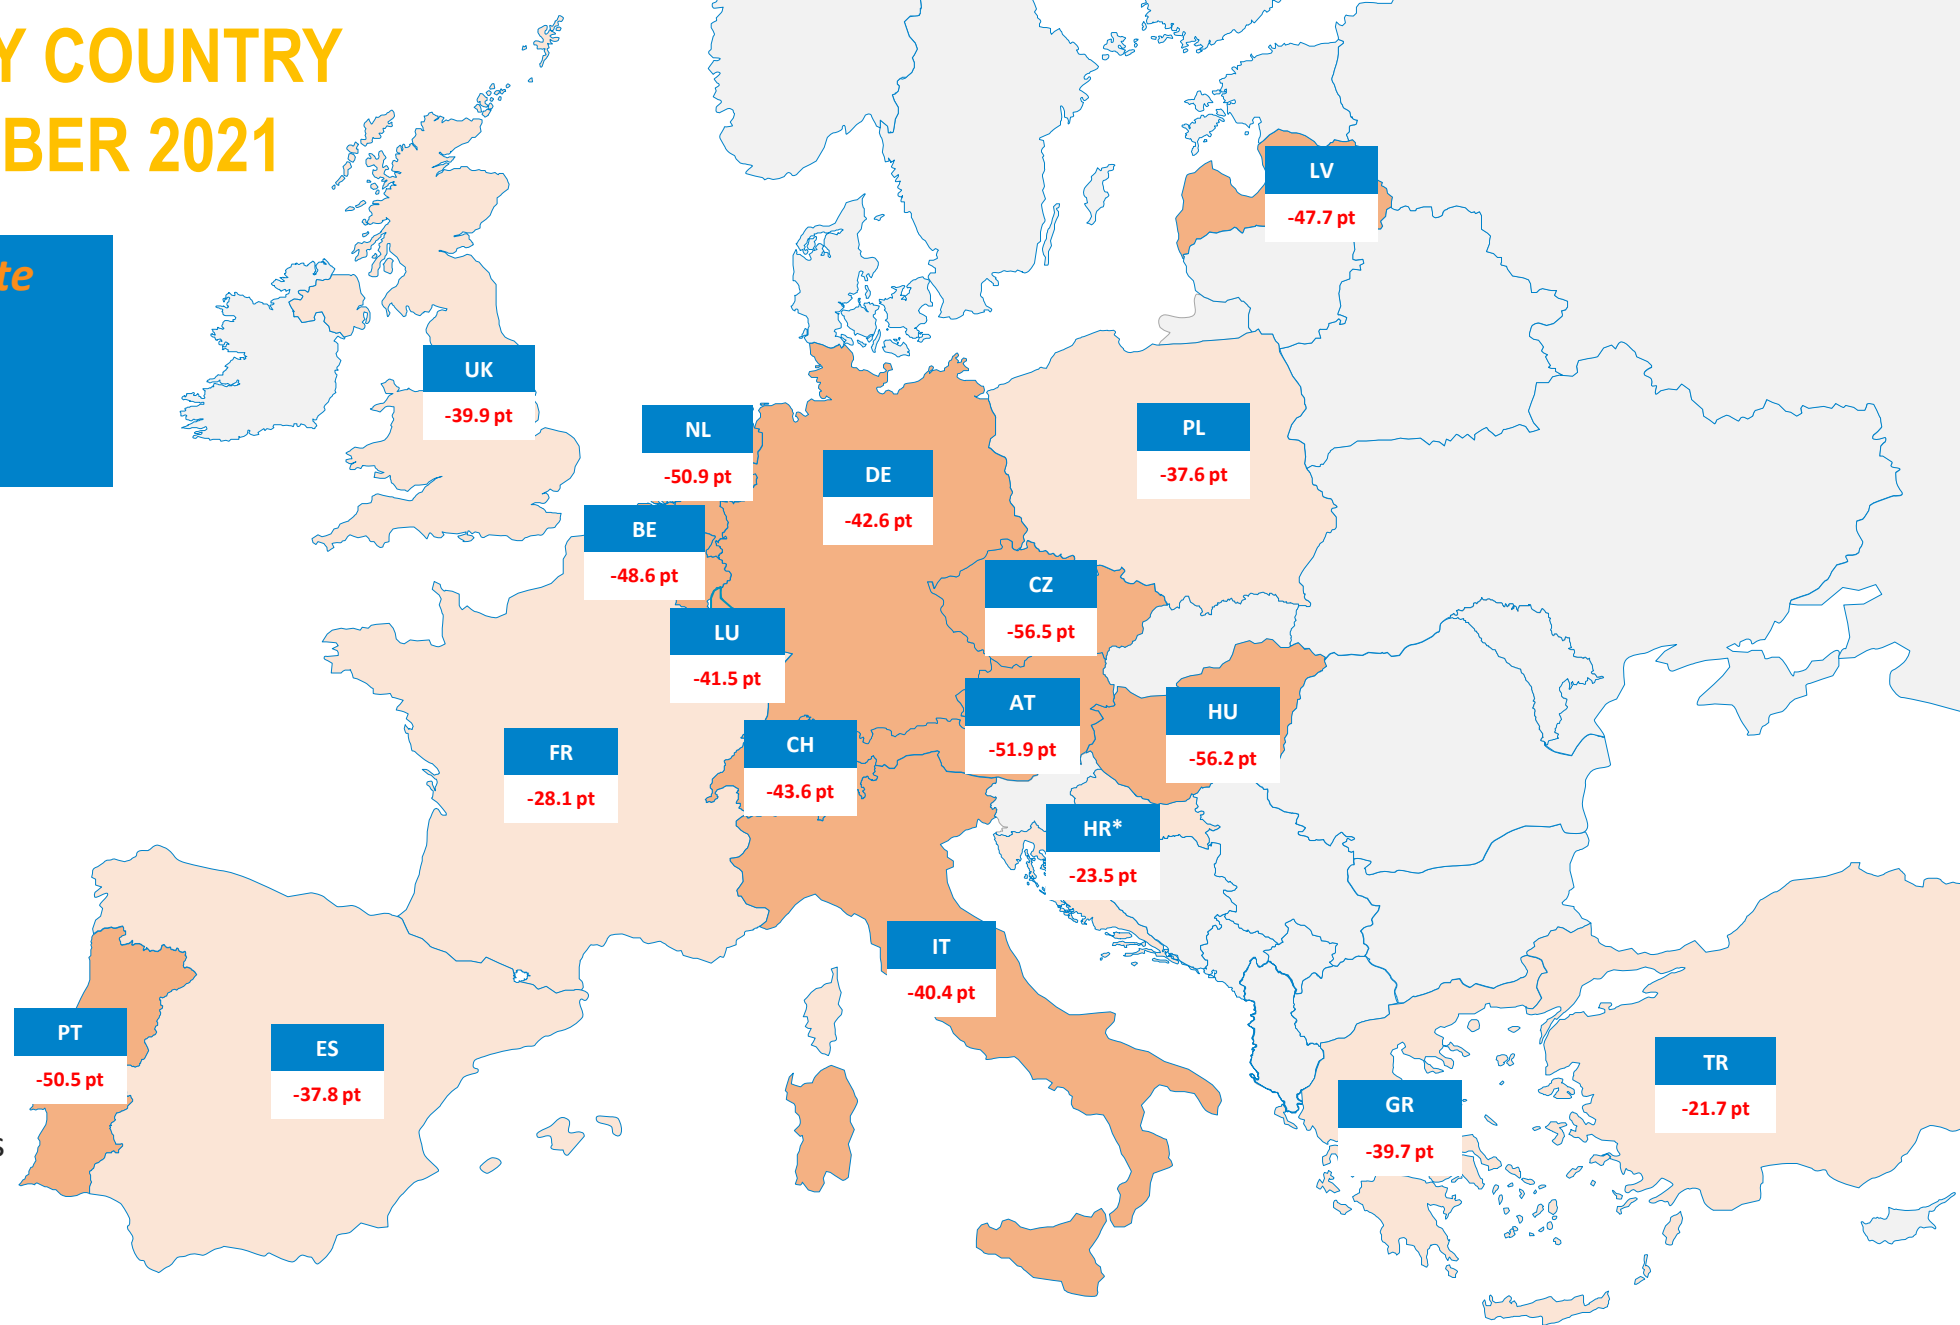 Y COUNTRY
BER 2021
te
LV
-47.7 pt
UK
-39.9 pt
NL
-50.9 pt
PL
-37.6 pt
DE
-42.6 pt
BE
-48.6 pt
CZ
-56.5 pt
LU
-41.5 pt
AT
-51.9 pt
HU
-56.2 pt
CH
-43.6 pt
FR
-28.1 pt
HR*
-23.5 pt
IT
-40.4 pt
PT
-50.5 pt
ES
-37.8 pt
TR
-21.7 pt
GR
-39.7 pt
s